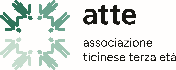 atte
associazione
ticinese terza età